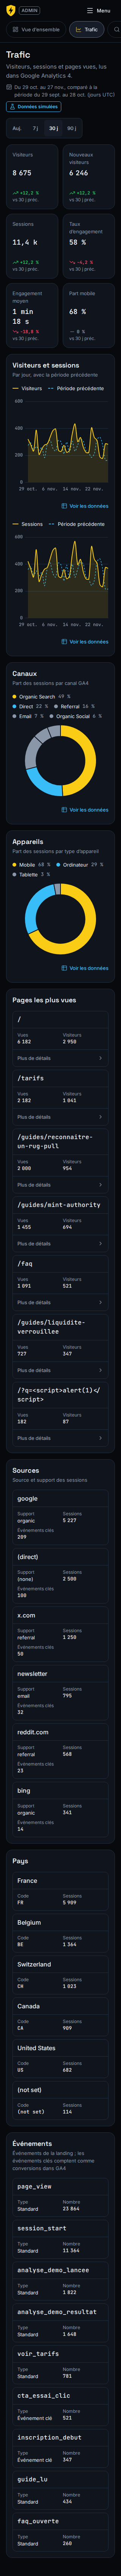 ADMIN
Menu
Vue d'ensemble
Trafic
Trafic
Visiteurs, sessions et pages vues, lus
dans Google Analytics 4.
Du 29 oct. au 27 nov., comparé à la
période du 29 sept. au 28 oct. (jours UTC)
Données simulées
Auj.
7 j
30 j
90 j
Visiteurs
8 675
+12,2 %
vs 30 j préc.
Nouveaux
visiteurs
6 246
+12,2 %
vs 30 j préc.
Sessions
11,4 k
+12,2 %
vs 30 j préc.
Taux
d'engagement
58 %
-4,2 %
vs 30 j préc.
Engagement
moyen
1 min
18 s
vs 30 j préc.
Part mobile
68 %
0 %
vs 30 j préc.
Visiteurs et sessions
Par jour, avec la période précédente
Visiteurs
Période précédente
600
400
200
0
29 oct.
6 nov.
14 nov.
22 nov.
Voir les données
Sessions
Période précédente
600
400
200
0
29 oct.
6 nov.
14 nov.
22 nov.
Voir les données
Canaux
Part des sessions par canal GA4
Organic Search 49 %
Direct 22 %
Referral 16 %
Email 7 %
Organic Social 6 %
Voir les données
Appareils
Part des sessions par type d'appareil
Mobile 68 %
Ordinateur 29 %
Tablette 3 %
Voir les données
Pages les plus vues
/
Vues
6 182
Visiteurs
2 950
Plus de détails
/tarifs
Vues
2 182
Visiteurs
1 041
Plus de détails
/guides/reconnaitre-
un-rug-pull
Vues
2 000
Visiteurs
954
Plus de détails
/guides/mint-authority
Vues
1 455
Visiteurs
694
Plus de détails
/faq
Vues
1 091
Visiteurs
521
Plus de détails
/guides/liquidite-
verrouillee
Vues
727
Visiteurs
347
Plus de détails
/?q=<script>alert(1)</
script>
Vues
182
Visiteurs
87
Plus de détails
Sources
Source et support des sessions
google
Support
organic
Sessions
5 227
Événements clés
209
(direct)
Support
(none)
Sessions
2 500
Événements clés
100
x.com
Support
referral
Sessions
1 250
Événements clés
50
newsletter
Support
email
Sessions
795
Événements clés
32
reddit.com
Support
referral
Sessions
568
Événements clés
23
bing
Support
organic
Sessions
341
Événements clés
14
Pays
France
Code
FR
Sessions
5 909
Belgium
Code
BE
Sessions
1 364
Switzerland
Code
CH
Sessions
1 023
Canada
Code
CA
Sessions
909
United States
Code
US
Sessions
682
(not set)
Code
(not set)
Sessions
114
Événements
Événements de la landing ; les
événements clés comptent comme
conversions dans GA4
page_view
Type
Standard
Nombre
23 864
session_start
Type
Standard
Nombre
11 364
analyse_demo_lancee
Type
Standard
Nombre
1 822
analyse_demo_resultat
Type
Standard
Nombre
1 648
voir_tarifs
Type
Standard
Nombre
781
cta_essai_clic
Type
Événement clé
Nombre
521
inscription_debut
Type
Événement clé
Nombre
347
guide_lu
Type
Standard
Nombre
434
faq_ouverte
Type
Standard
Nombre
260